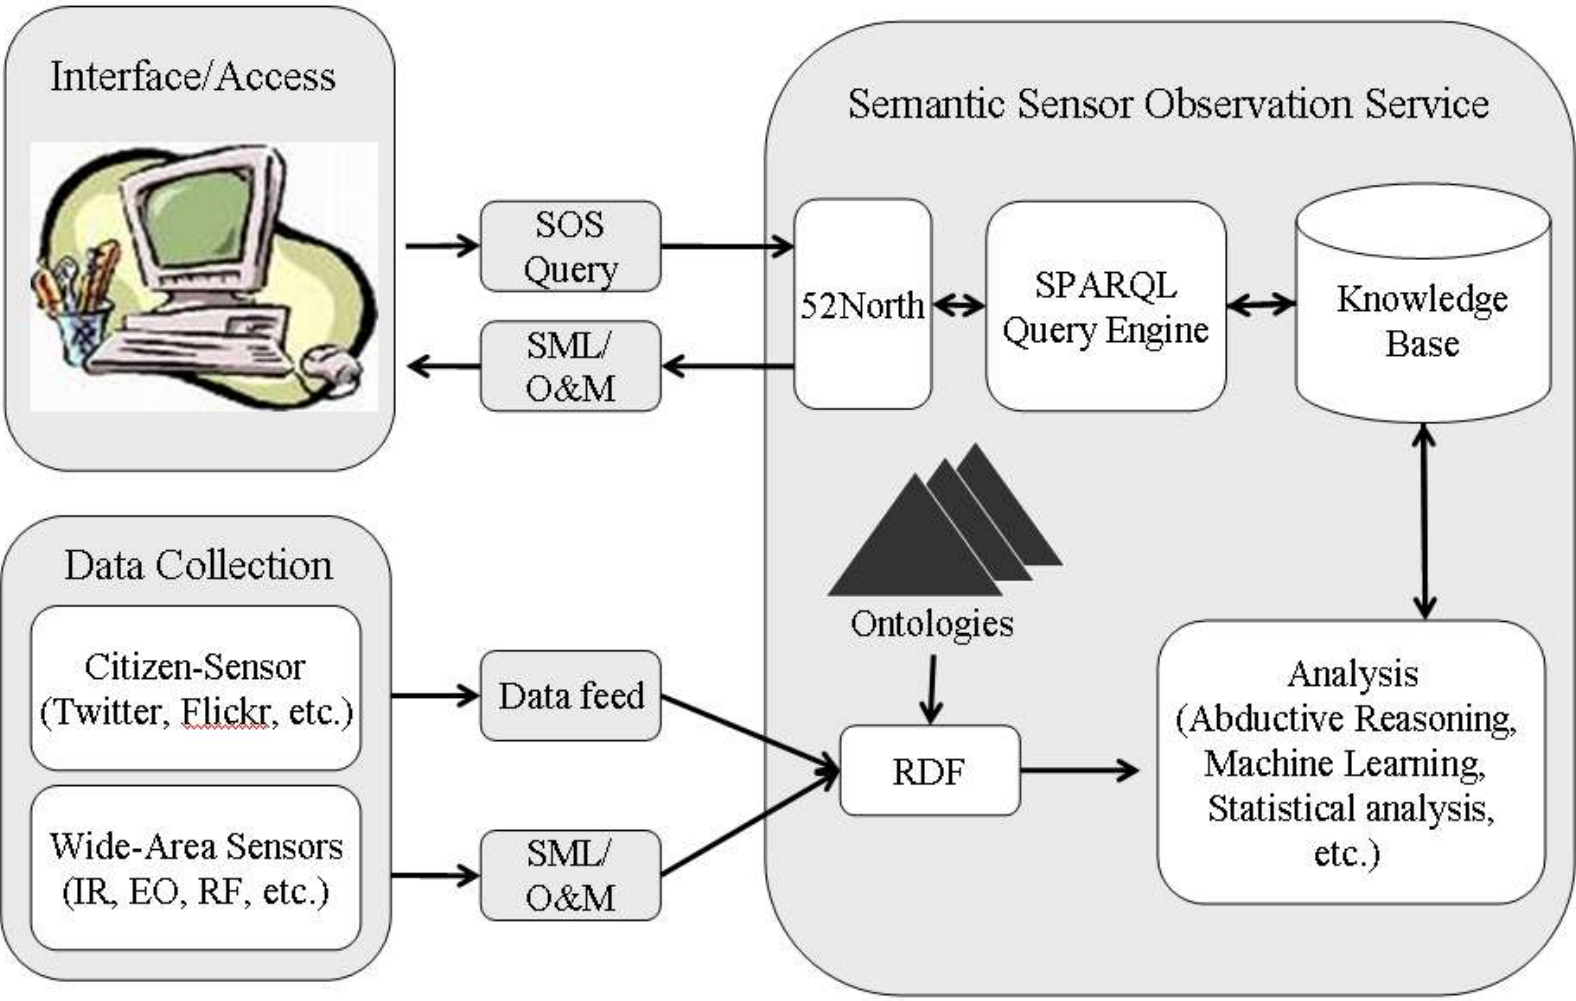 Interface/Access
SOS
Query
SML/
O&M
Semantic Sensor Observation Service
52North
SPARQL
Query Engine
Knowledge
Base
Ontologies
Data Collection
Citizen-Sensor
(Twitter, Flickr, etc.)
Wide-Area Sensors
(IR, EO, RF, etc.)
Data feed
SML/
O&M
RDF
Analysis
(Abductive Reasoning,
Machine Learning,
Statistical analysis,
etc.)